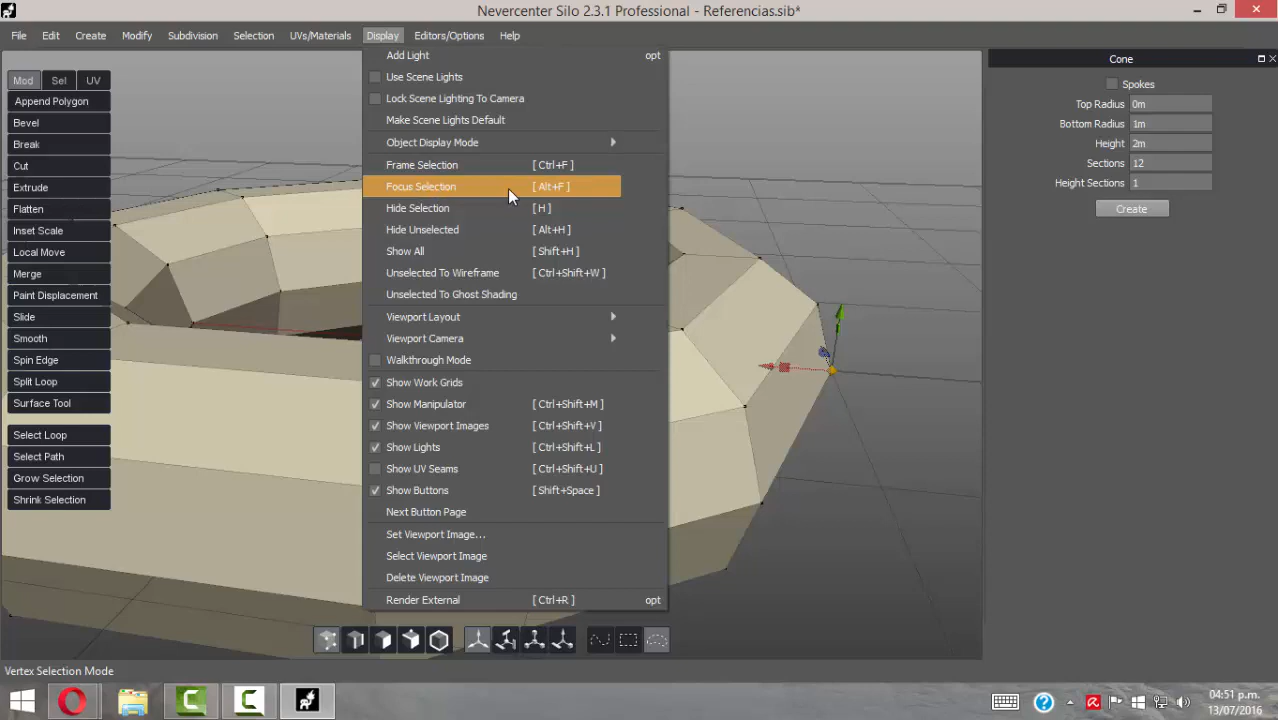 Nevercenter Silo 2.3.1 Professional - Referencias.sib*
File Edit Create Modify Subdivision Selection UVs/Materials Display Editors/Options Help
Mod Sel UV
Append Polygon
Bevel
Break
Cut
Extrude
Flatten
Inset Scale
Local Move
Merge
Paint Displacement
Slide
Smooth
Spin Edge
Split Loop
Surface Tool
Select Loop
Select Path
Grow Selection
Shrink Selection
Add Light opt
Use Scene Lights
Lock Scene Lighting To Camera
Make Scene Lights Default
Object Display Mode
Frame Selection [ Ctrl+F ]
Focus Selection [ Alt+F ]
Hide Selection [ H ]
Hide Unselected [ Alt+H ]
Show All [ Shift+H ]
Unselected To Wireframe [ Ctrl+Shift+W ]
Unselected To Ghost Shading
Viewport Layout
Viewport Camera
Walkthrough Mode
Show Work Grids
Show Manipulator [ Ctrl+Shift+M ]
Show Viewport Images [ Ctrl+Shift+V ]
Show Lights [ Ctrl+Shift+L ]
Show UV Seams [ Ctrl+Shift+U ]
Show Buttons [ Shift+Space ]
Next Button Page
Set Viewport Image...
Select Viewport Image
Delete Viewport Image
Render External [ Ctrl+R ] opt
Cone
Spokes
Top Radius 0m
Bottom Radius 1m
Height 2m
Sections 12
Height Sections 1
Create
Vertex Selection Mode
04:51 p.m.
13/07/2016